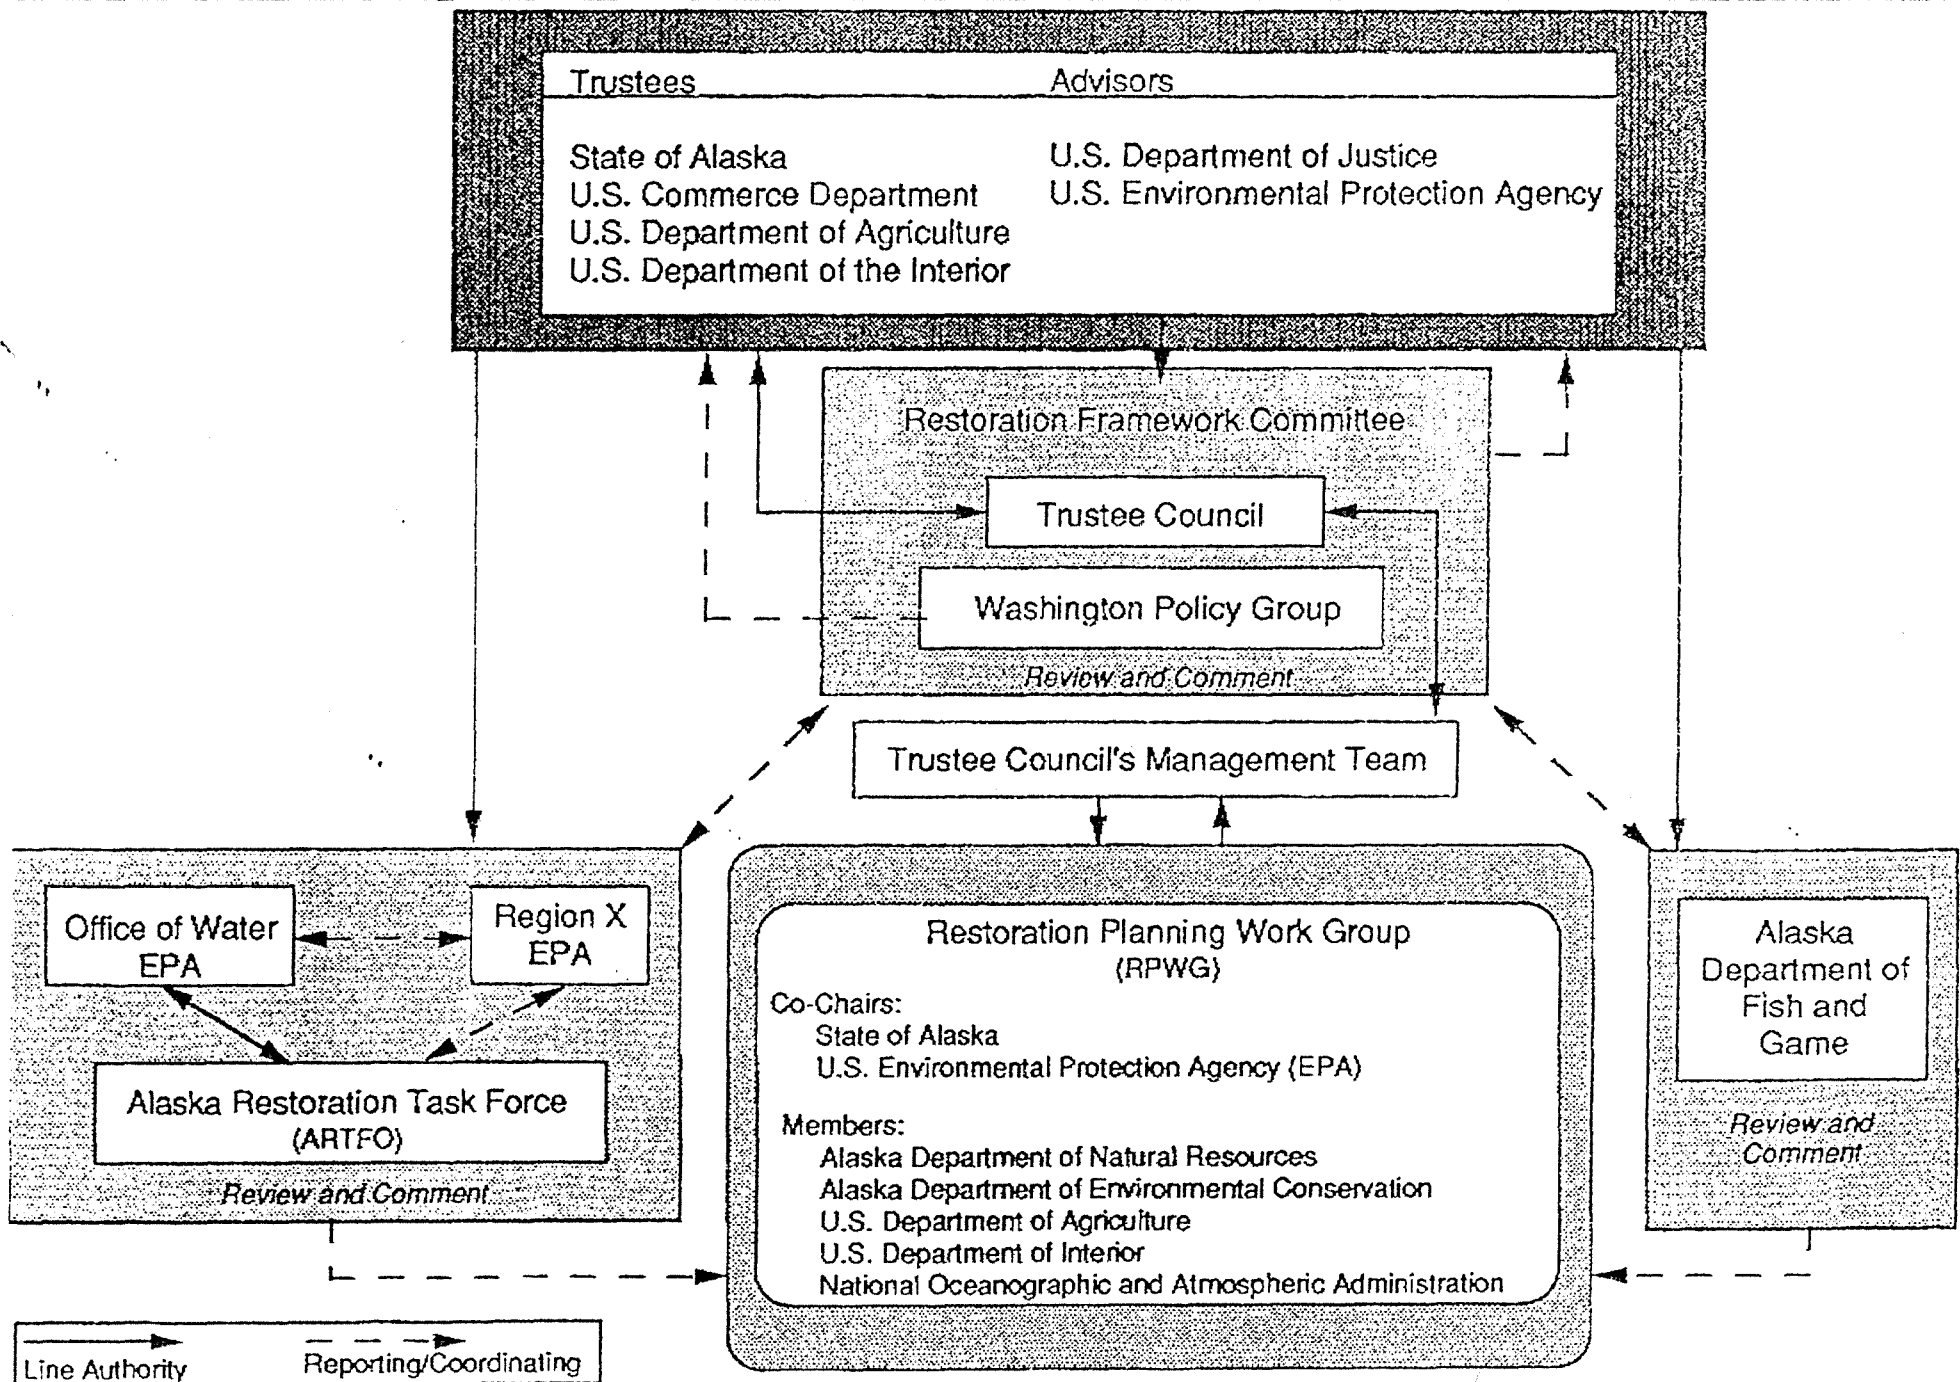 Trustees Advisors
State of Alaska U.S. Department of Justice
U.S. Commerce Department U.S. Environmental Protection Agency
U.S. Department of Agriculture
U.S. Department of the Interior
Restoration Framework Committee
Trustee Council
Washington Policy Group
Review and Comment
Trustee Council's Management Team
Office of Water
EPA
Region X
EPA
Alaska Restoration Task Force
(ARTFO)
Review and Comment
Restoration Planning Work Group
(RPWG)
Co-Chairs:
State of Alaska
U.S. Environmental Protection Agency (EPA)
Members:
Alaska Department of Natural Resources
Alaska Department of Environmental Conservation
U.S. Department of Agriculture
U.S. Department of Interior
National Oceanographic and Atmospheric Administration
Alaska
Department of
Fish and
Game
Review and
Comment
Line Authority Reporting/Coordinating